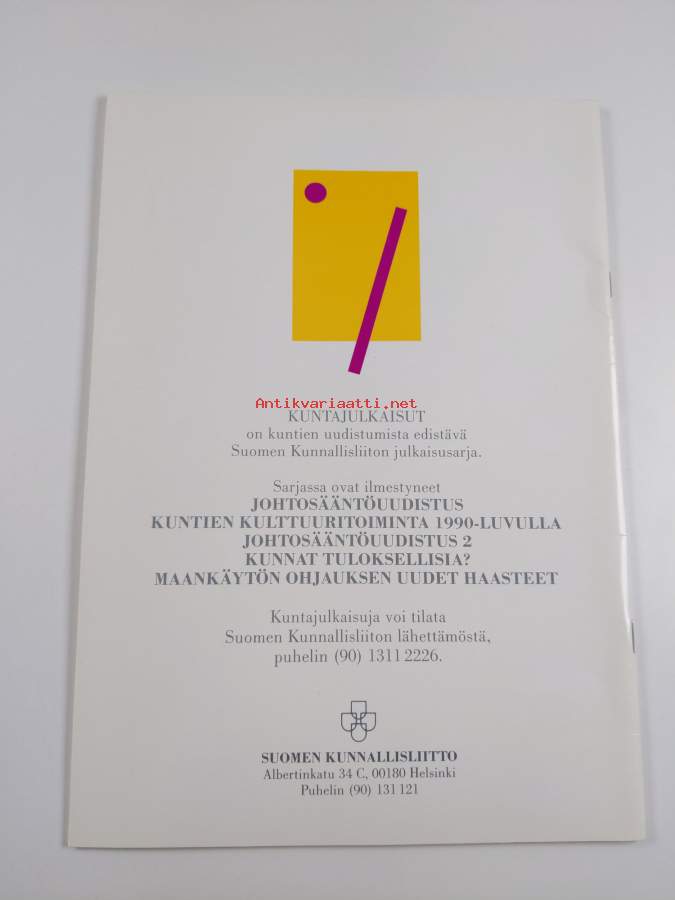 Antikvariaatti.net
KUNTAJULKAISUT
on kuntien uudistumista edistävä
Suomen Kunnallisliiton julkaisusarja.
Sarjassa ovat ilmestyneet
JOHTOSÄÄNTÖUUDISTUS
KUNTIEN KULTTUURITOIMINTA 1990-LUVULLA
JOHTOSÄÄNTÖUUDISTUS 2
KUNNAT TULOKSELLISIA?
MAANKÄYTÖN OHJAUKSEN UUDET HAASTEET
Kuntajulkaisuja voi tilata
Suomen Kunnallisliiton lähettämöstä,
puhelin (90) 1311 2226.
SUOMEN KUNNALLISLIITTO
Albertinkatu 34 C, 00180 Helsinki
Puhelin (90) 131 121